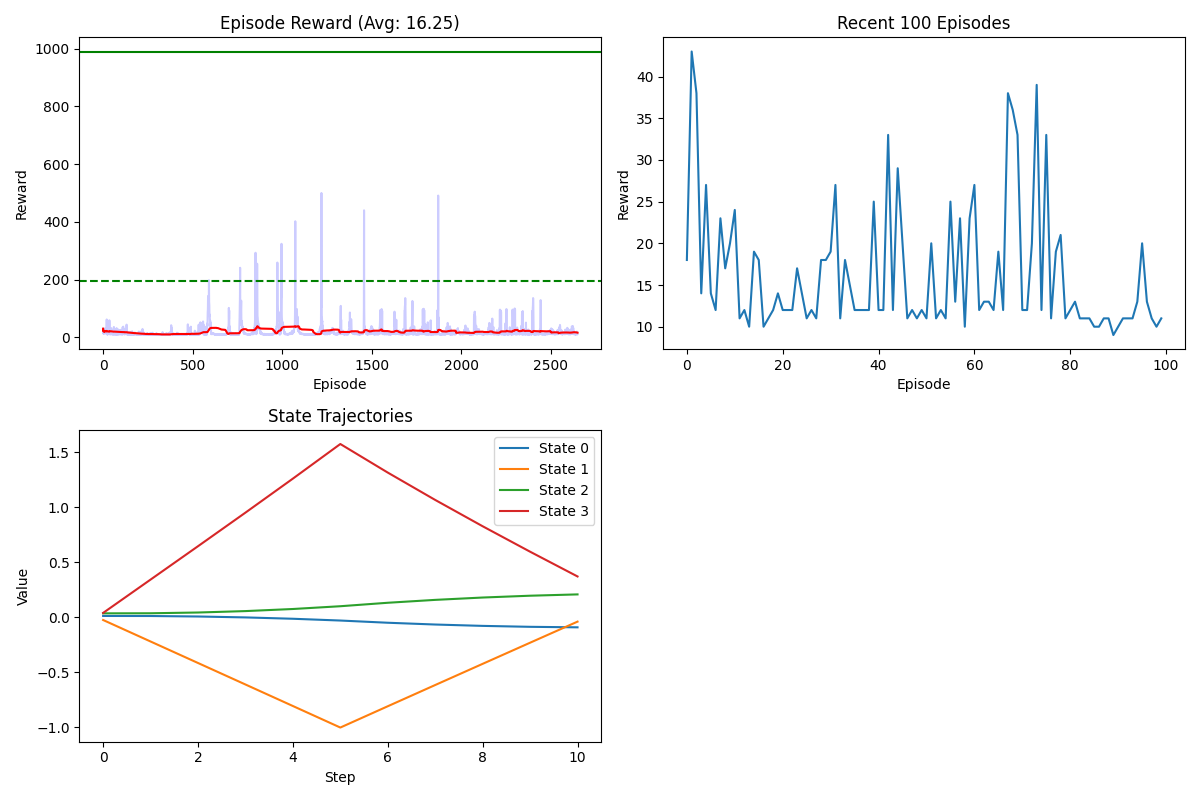 Episode Reward (Avg: 16.25)
1000
800
600
400
200
0
Reward
0 500 1000 1500 2000 2500
Episode
Recent 100 Episodes
40
35
30
25
20
15
10
Reward
0 20 40 60 80 100
Episode
State Trajectories
1.5
1.0
0.5
0.0
−0.5
−1.0
Value
State 0
State 1
State 2
State 3
0 2 4 6 8 10
Step